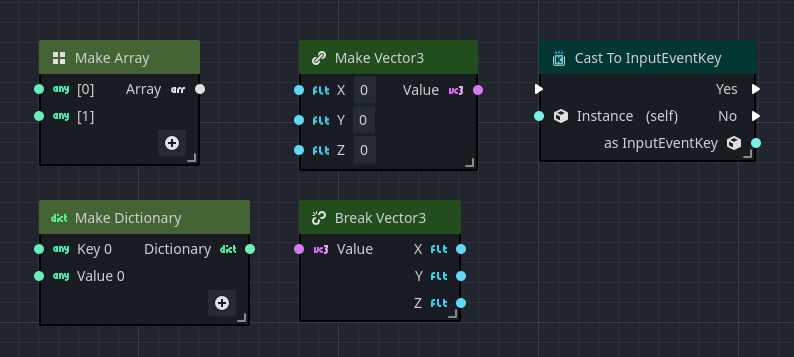 Make Array
any [0] Array arr
any [1]
Make Vector3
flt X 0 Value vc3
flt Y 0
flt Z 0
Cast To InputEventKey
Yes
Instance (self) No
as InputEventKey
dict Make Dictionary
any Key 0 Dictionary dict
any Value 0
Break Vector3
vc3 Value X flt
Y flt
Z flt